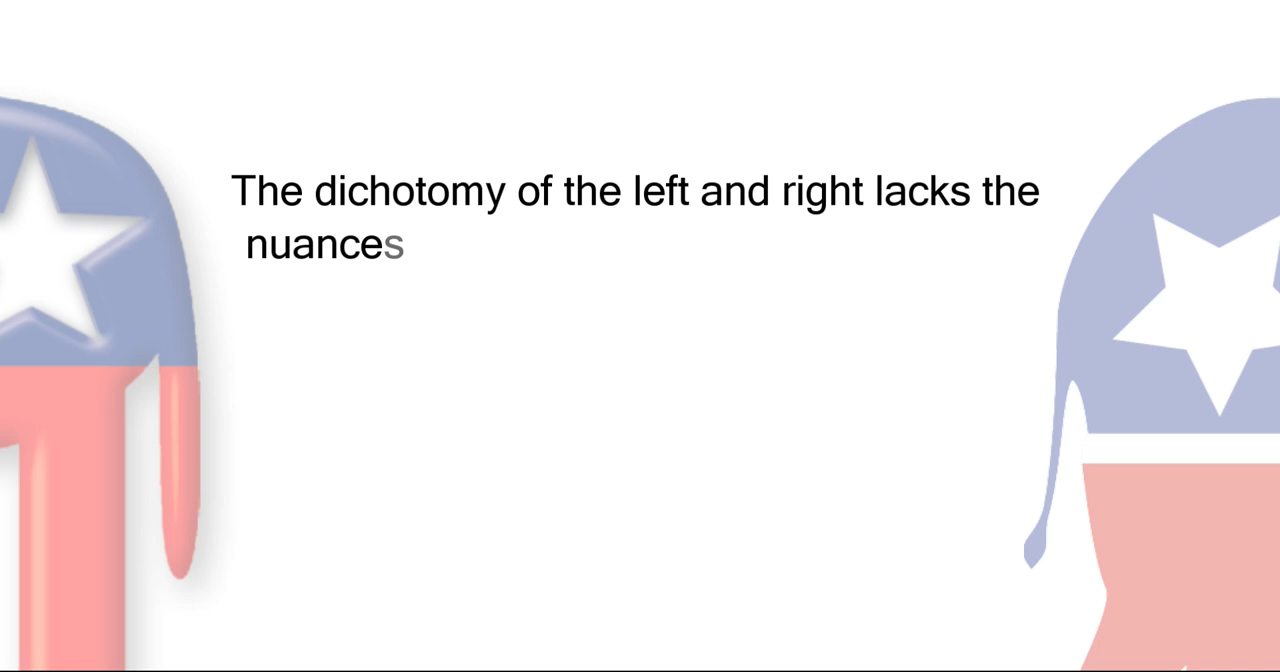 The dichotomy of the left and right lacks the
nuances